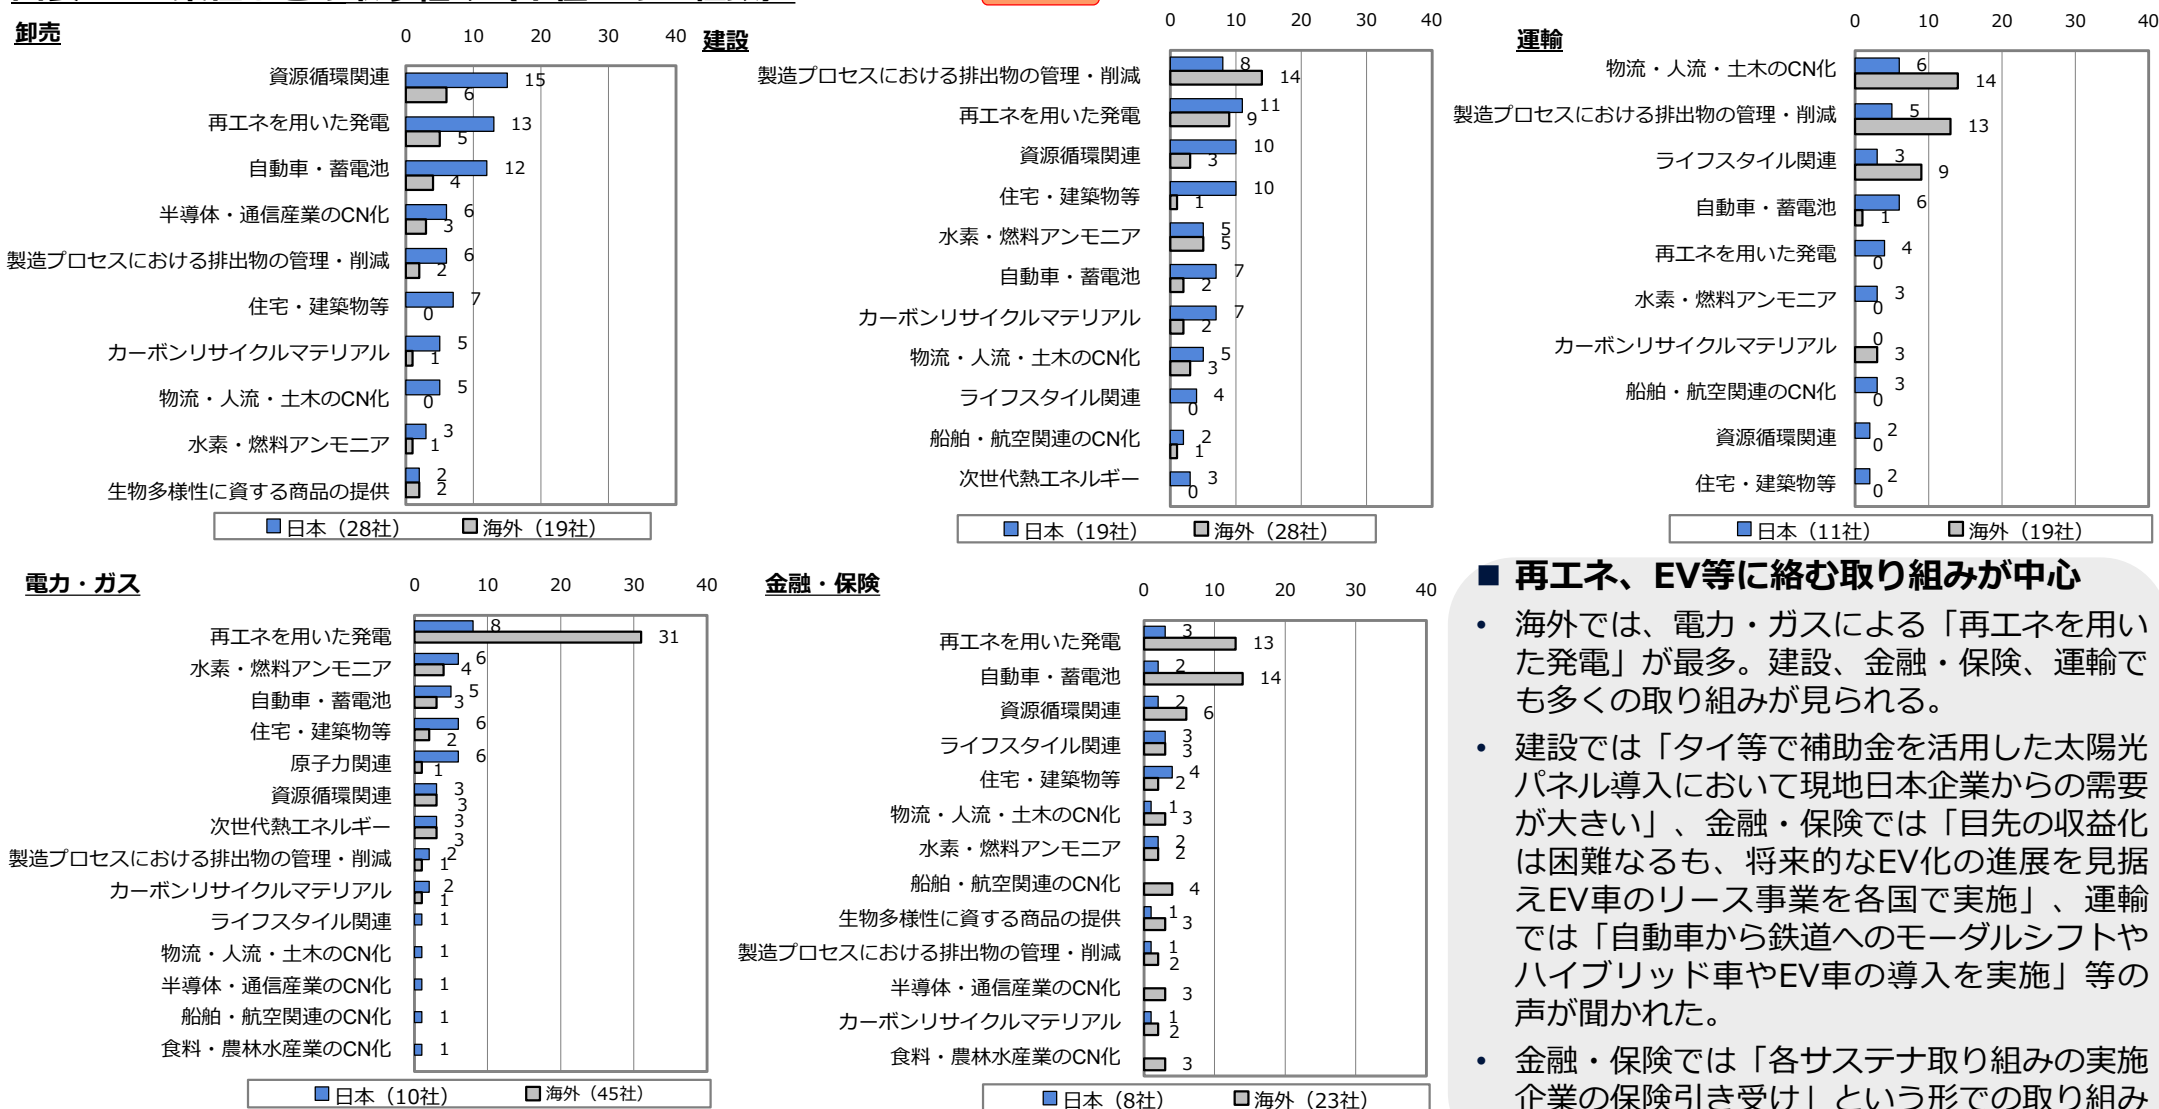 卸売
0 10 20 30 40
資源循環関連 15 6
再エネを用いた発電 13 5
自動車・蓄電池 12 4
半導体・通信産業のCN化 6 3
製造プロセスにおける排出物の管理・削減 6 2
住宅・建築物等 7 0
カーボンリサイクルマテリアル 5 1
物流・人流・土木のCN化 5 0
水素・燃料アンモニア 3 1
生物多様性に資する商品の提供 2 2
日本（28社） 海外（19社）
建設
0 10 20 30 40
製造プロセスにおける排出物の管理・削減 8 14
再エネを用いた発電 11 9
資源循環関連 10 3
住宅・建築物等 10 1
水素・燃料アンモニア 5 5
自動車・蓄電池 7 2
カーボンリサイクルマテリアル 7 2
物流・人流・土木のCN化 5 3
ライフスタイル関連 4 0
船舶・航空関連のCN化 2 1
次世代熱エネルギー 3 0
日本（19社） 海外（28社）
運輸
0 10 20 30 40
物流・人流・土木のCN化 6 14
製造プロセスにおける排出物の管理・削減 5 13
ライフスタイル関連 3 9
自動車・蓄電池 6 1
再エネを用いた発電 4 0
水素・燃料アンモニア 3 0
カーボンリサイクルマテリアル 0 3
船舶・航空関連のCN化 3 0
資源循環関連 2 0
住宅・建築物等 2 0
日本（11社） 海外（19社）
電力・ガス
0 10 20 30 40
再エネを用いた発電 8 31
水素・燃料アンモニア 6 4
自動車・蓄電池 5 3
住宅・建築物等 6 2
原子力関連 6 1
資源循環関連 3 3
次世代熱エネルギー 3 3
製造プロセスにおける排出物の管理・削減 2 1
カーボンリサイクルマテリアル 2 1
ライフスタイル関連 1
物流・人流・土木のCN化 1
半導体・通信産業のCN化 1
船舶・航空関連のCN化 1
食料・農林水産業のCN化 1
日本（10社） 海外（45社）
金融・保険
0 10 20 30 40
再エネを用いた発電 3 13
自動車・蓄電池 2 14
資源循環関連 2 6
ライフスタイル関連 3 3
住宅・建築物等 4 2
物流・人流・土木のCN化 1 3
水素・燃料アンモニア 2 2
船舶・航空関連のCN化 4
生物多様性に資する商品の提供 1 3
製造プロセスにおける排出物の管理・削減 1 2
半導体・通信産業のCN化 3
カーボンリサイクルマテリアル 1 2
食料・農林水産業のCN化 3
日本（8社） 海外（23社）
■ 再エネ、EV等に絡む取り組みが中心
• 海外では、電力・ガスによる「再エネを用い
た発電」が最多。建設、金融・保険、運輸で
も多くの取り組みが見られる。
• 建設では「タイ等で補助金を活用した太陽光
パネル導入において現地日本企業からの需要
が大きい」、金融・保険では「目先の収益化
は困難なるも、将来的なEV化の進展を見据
えEV車のリース事業を各国で実施」、運輸
では「自動車から鉄道へのモーダルシフトや
ハイブリッド車やEV車の導入を実施」等の
声が聞かれた。
• 金融・保険では「各サステナ取り組みの実施
企業の保険引き受け」という形での取り組み